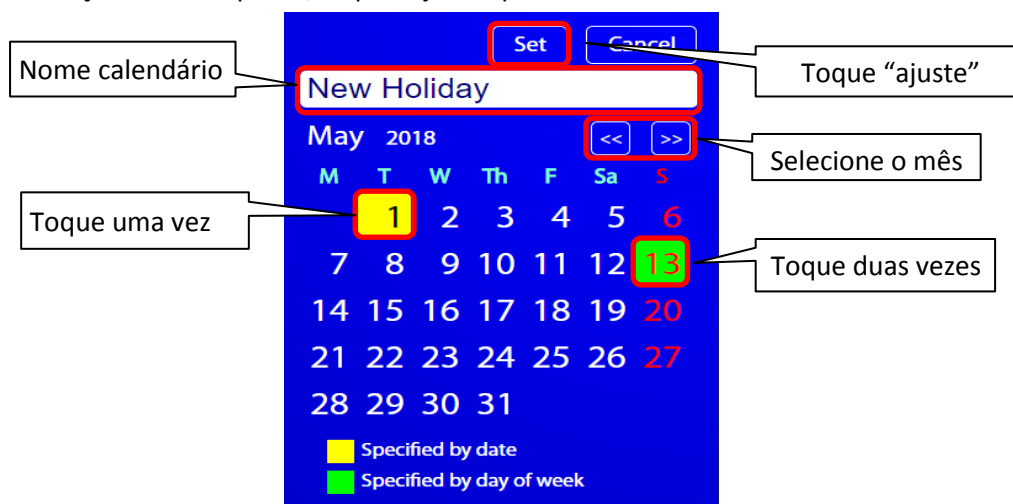 Set Cancel
Nome calendário
Toque “ajuste”
New Holiday
May 2018 << >>
Selecione o mês
M T W Th F Sa S
Toque uma vez
1 2 3 4 5 6
7 8 9 10 11 12 13
Toque duas vezes
14 15 16 17 18 19 20
21 22 23 24 25 26 27
28 29 30 31
Specified by date
Specified by day of week